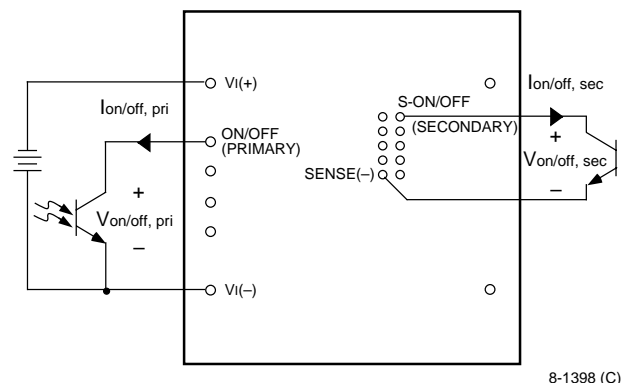 VI(+)
Ion/off, pri
ON/OFF
(PRIMARY)
+
Von/off, pri
–
VI(–)
S-ON/OFF
(SECONDARY)
SENSE(–)
Ion/off, sec
+
Von/off, sec
–
8-1398 (C)